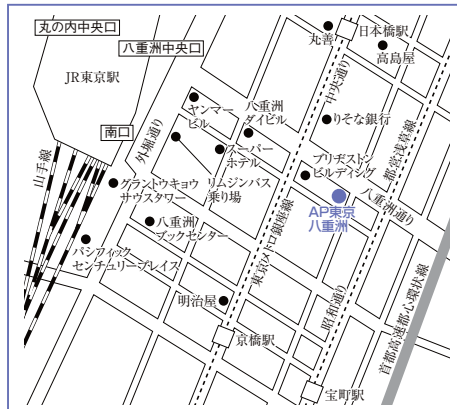 丸の内中央口
八重洲中央口
JR東京駅
南口
山手線
外堀通り
丸善
日本橋駅
高島屋
中央通り
りそな銀行
都営浅草線
ヤンマー
ビル
八重洲
ダイビル
スーパー
ホテル
ブリヂストン
ビルディング
グラントウキョウ
サウスタワー
リムジンバス
乗り場
AP東京
八重洲
八重洲通り
八重洲
ブックセンター
パシフィック
センチュリープレイス
東京メトロ銀座線
昭和通り
首都高速都心環状線
明治屋
京橋駅
宝町駅